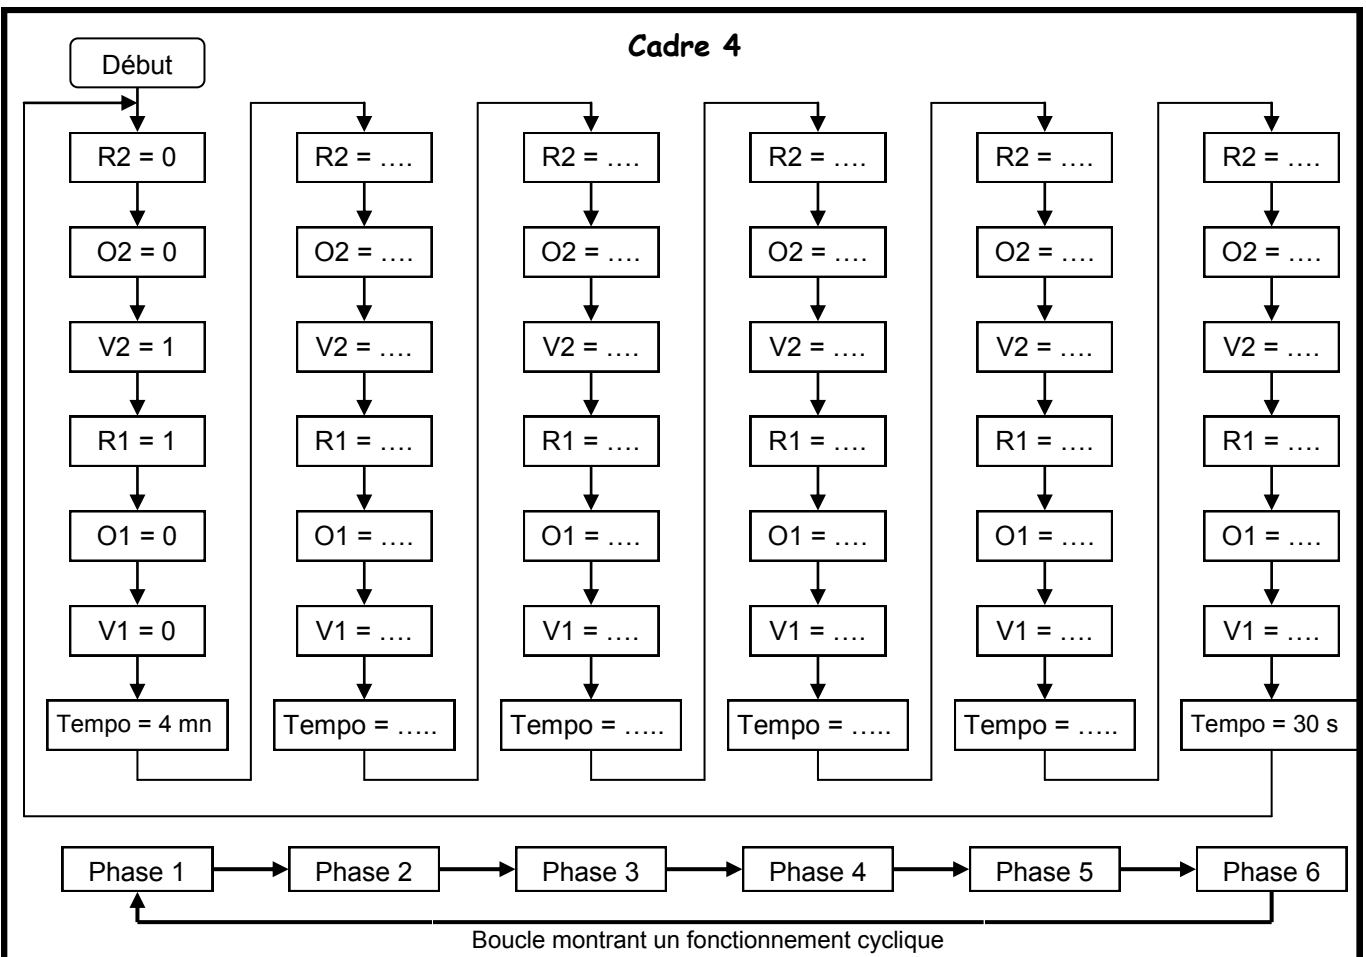 Cadre 4
Début
R2 = 0 R2 = .... R2 = .... R2 = .... R2 = .... R2 = ....
O2 = 0 O2 = .... O2 = .... O2 = .... O2 = .... O2 = ....
V2 = 1 V2 = .... V2 = .... V2 = .... V2 = .... V2 = ....
R1 = 1 R1 = .... R1 = .... R1 = .... R1 = .... R1 = ....
O1 = 0 O1 = .... O1 = .... O1 = .... O1 = .... O1 = ....
V1 = 0 V1 = .... V1 = .... V1 = .... V1 = .... V1 = ....
Tempo = 4 mn Tempo = ..... Tempo = ..... Tempo = ..... Tempo = ..... Tempo = 30 s
Phase 1 Phase 2 Phase 3 Phase 4 Phase 5 Phase 6
Boucle montrant un fonctionnement cyclique